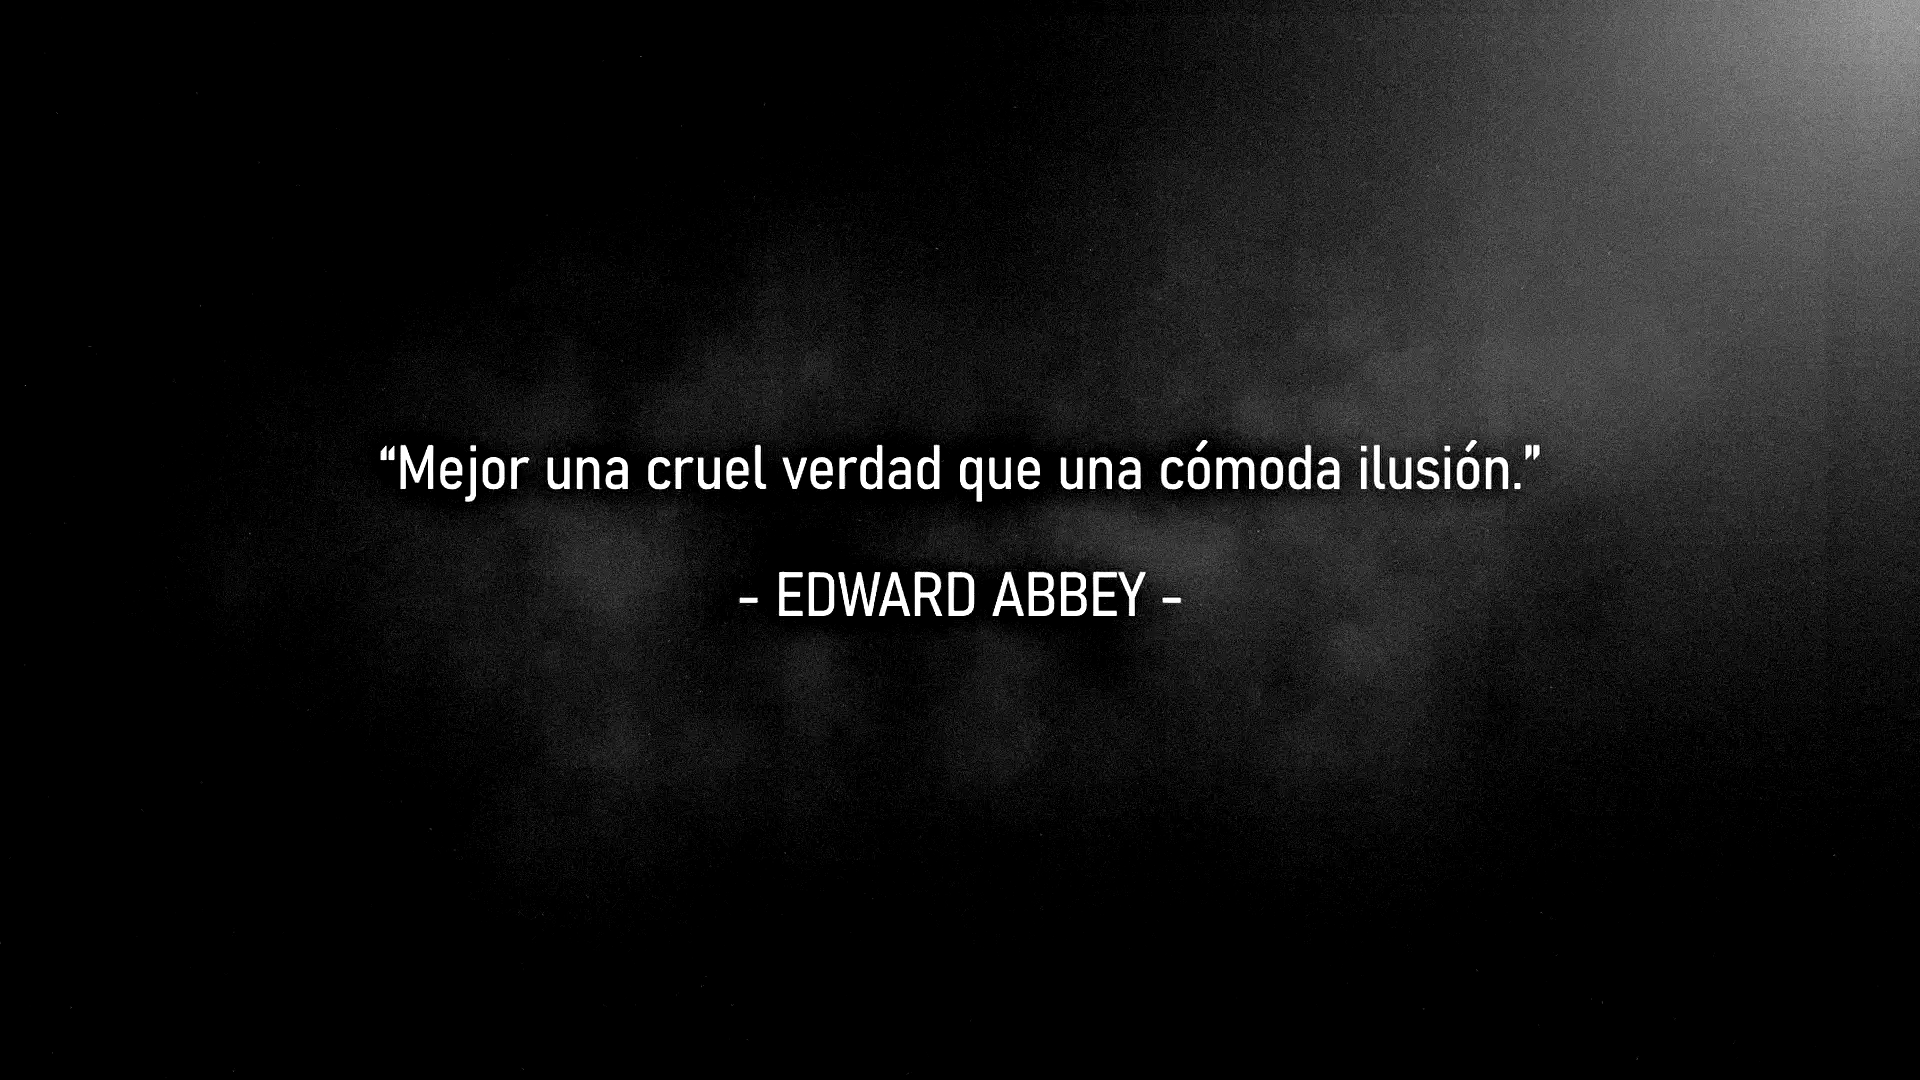 “Mejor una cruel verdad que una cómoda ilusión.”
- EDWARD ABBEY -